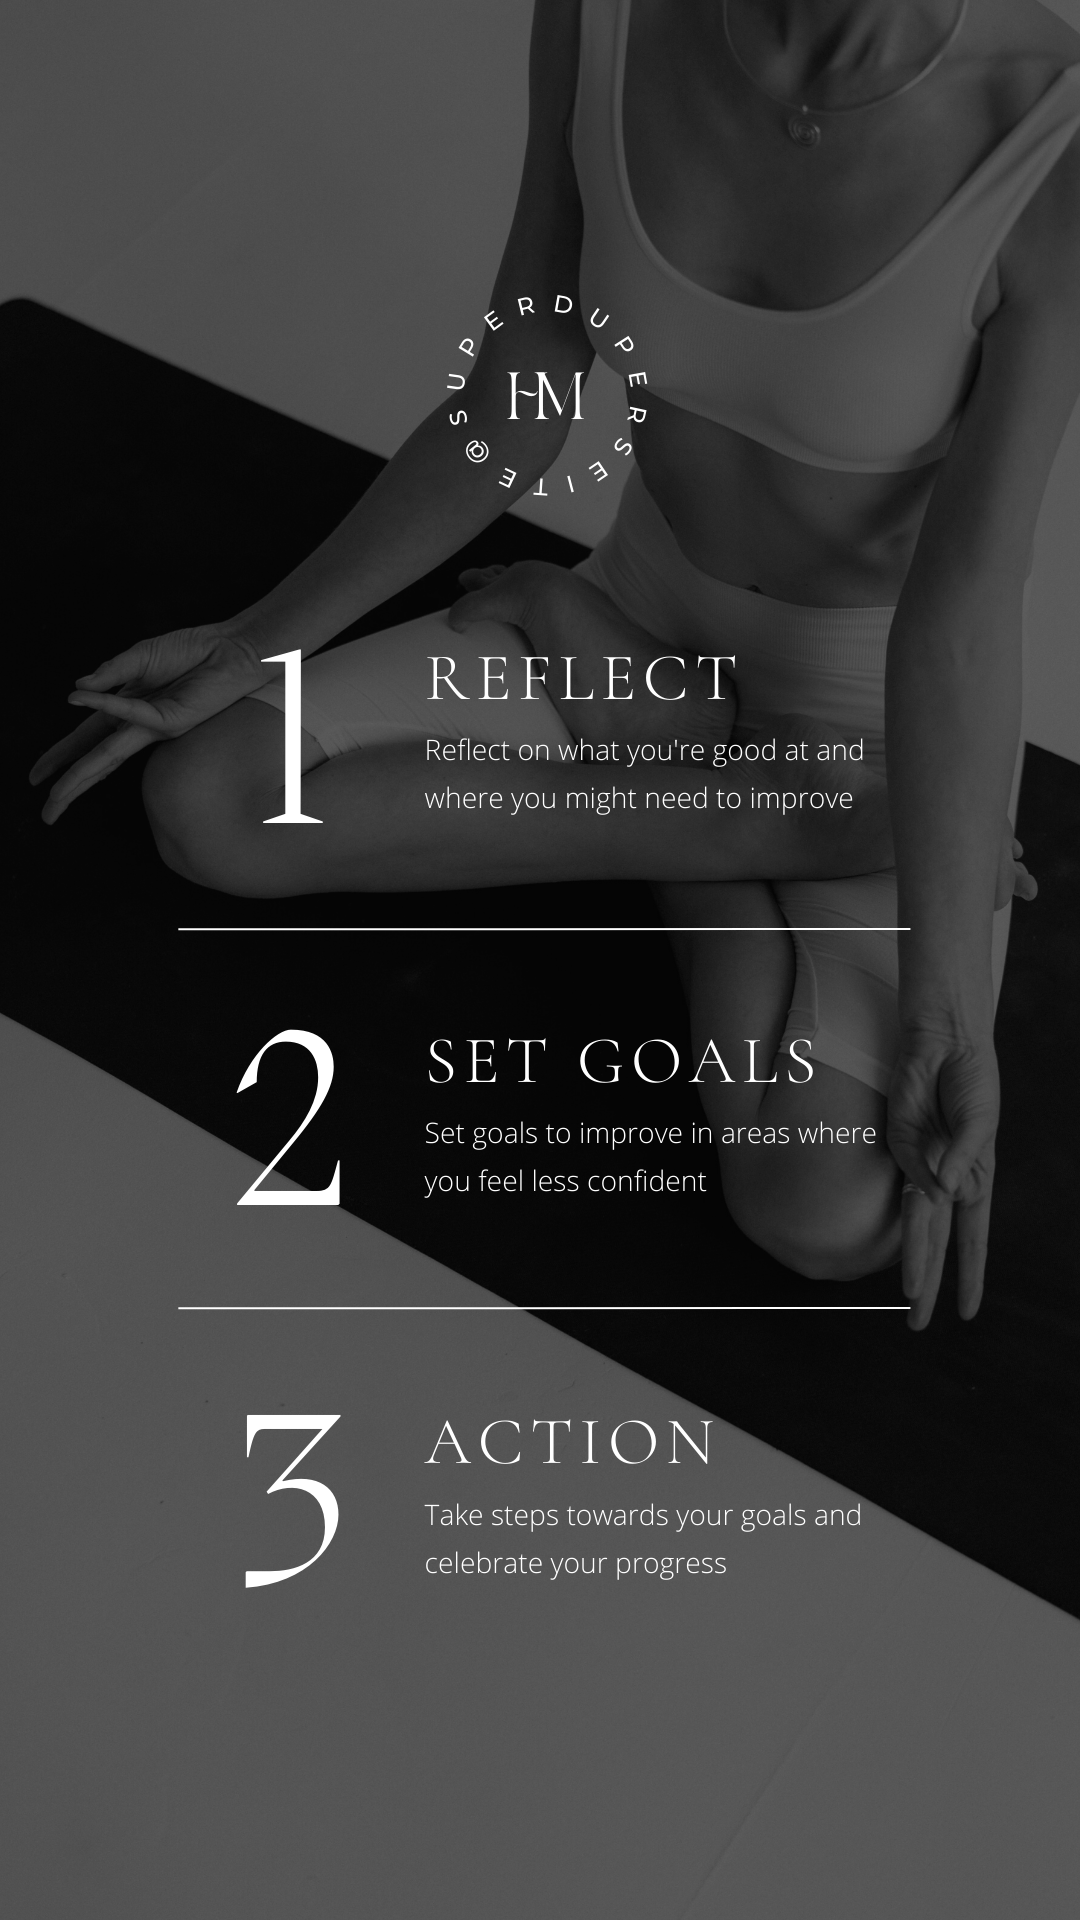 @SUPERDUPERSEITE
HM
1
REFLECT
Reflect on what you're good at and
where you might need to improve
2
SET GOALS
Set goals to improve in areas where
you feel less confident
3
ACTION
Take steps towards your goals and
celebrate your progress